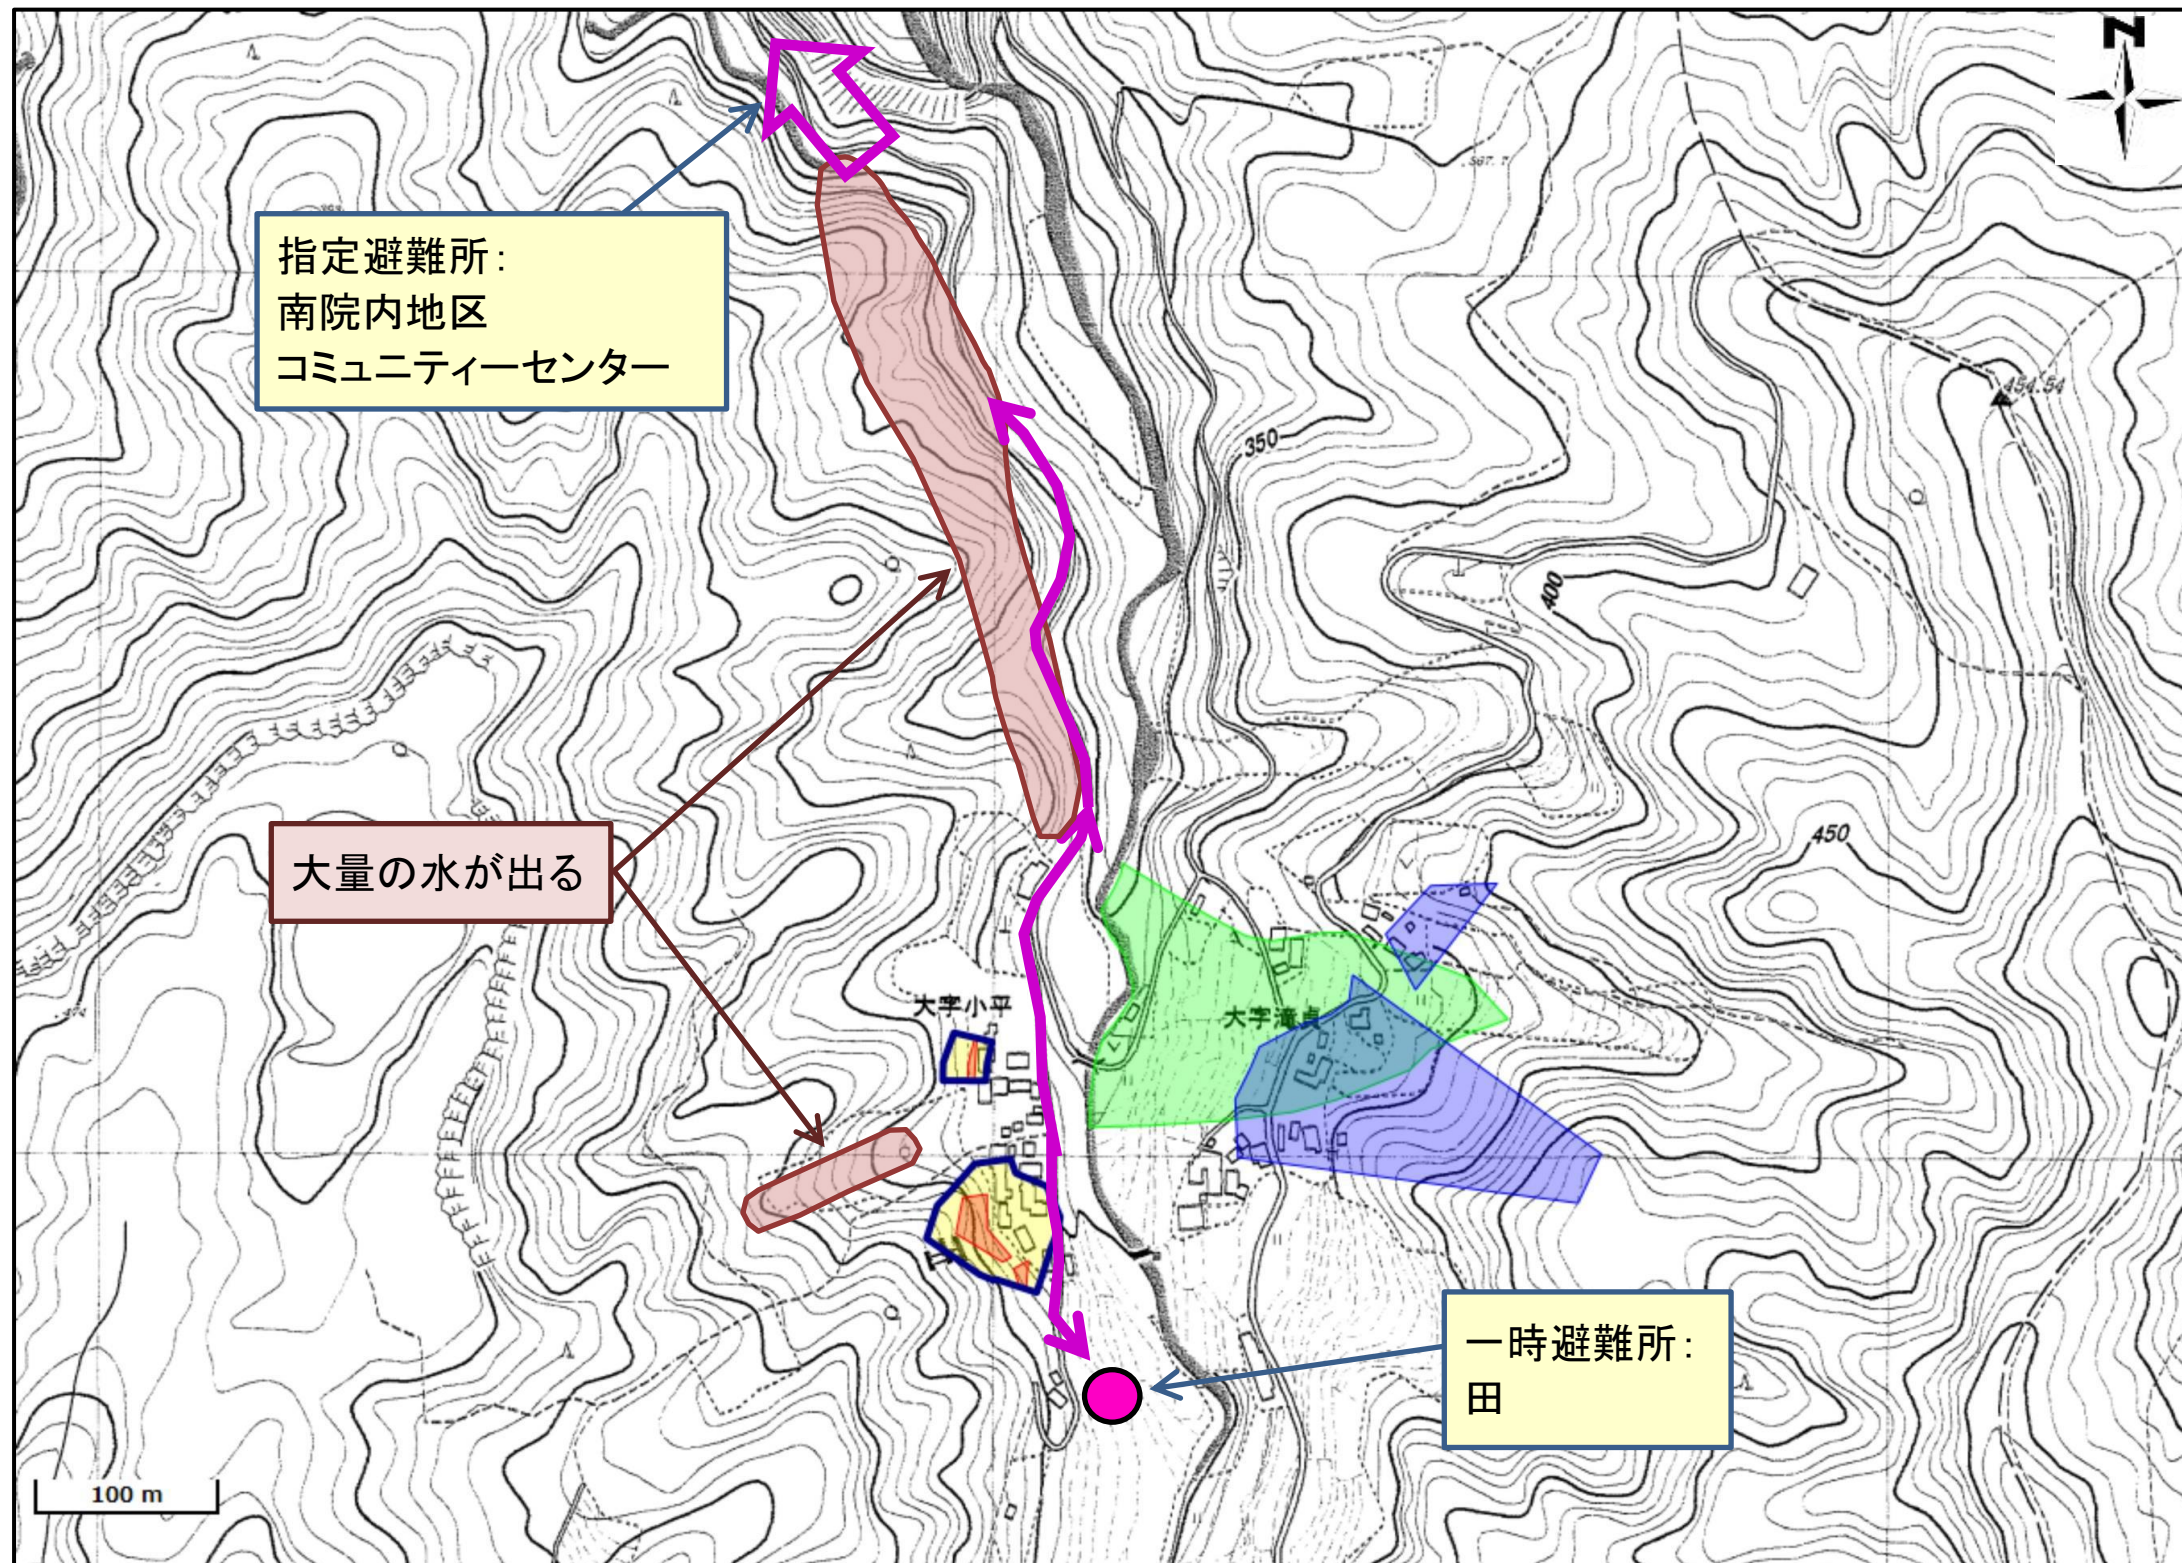 N
567.7
指定避難所：
南院内地区
コミュニティーセンター
454.54
350
400
450
大量の水が出る
大字小平
大字滝貞
一時避難所：
田
100 m